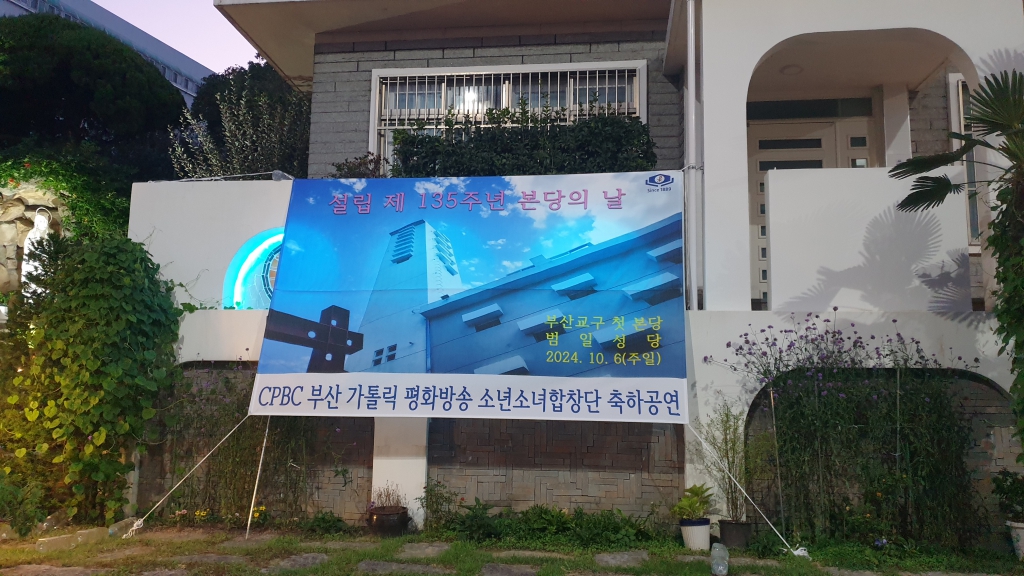 설립 제 135주년 본당의 날
Since 1889
부산교구 첫 본당
범 일 성 당
2024. 10. 6(주일)
CPBC 부산 가톨릭 평화방송 소년소녀합창단 축하공연